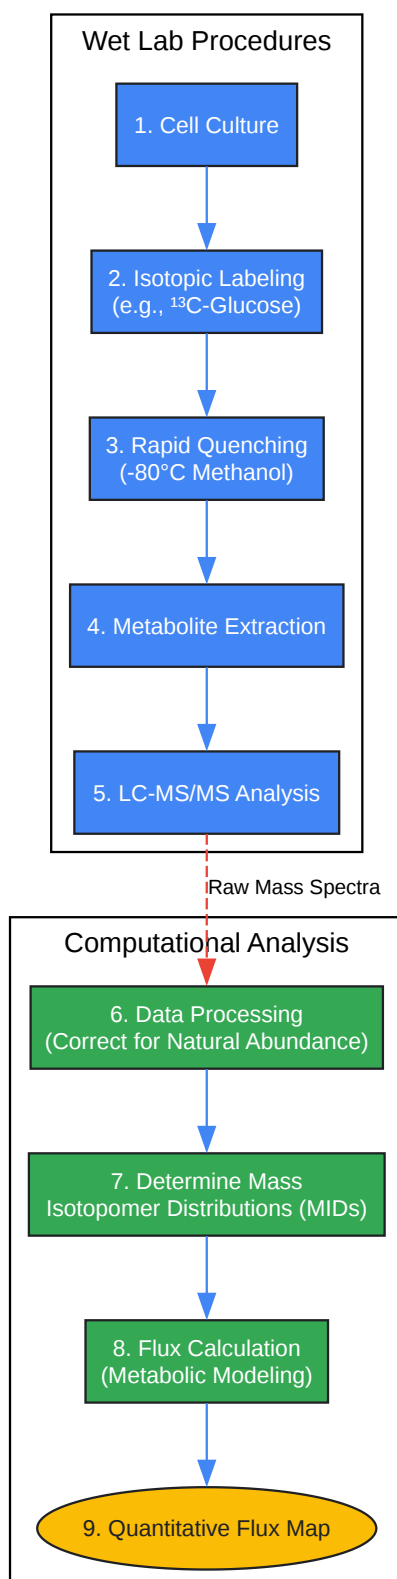 Wet Lab Procedures
1. Cell Culture
2. Isotopic Labeling
(e.g., ¹³C-Glucose)
3. Rapid Quenching
(-80°C Methanol)
4. Metabolite Extraction
5. LC-MS/MS Analysis
Raw Mass Spectra
Computational Analysis
6. Data Processing
(Correct for Natural Abundance)
7. Determine Mass
Isotopomer Distributions (MIDs)
8. Flux Calculation
(Metabolic Modeling)
9. Quantitative Flux Map